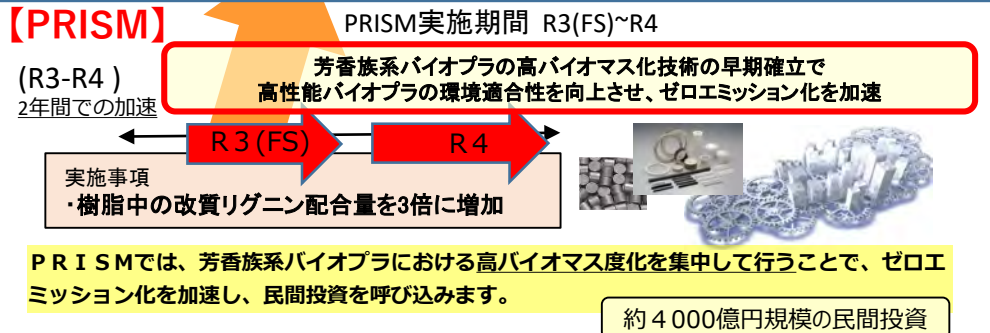 【PRISM】
PRISM実施期間 R3(FS)~R4
(R3-R4 )
2年間での加速
芳香族系バイオプラの高バイオマス化技術の早期確立で
高性能バイオプラの環境適合性を向上させ、ゼロエミッション化を加速
R3(FS)
R4
実施事項
・樹脂中の改質リグニン配合量を3倍に増加
PRISMでは、芳香族系バイオプラにおける高バイオマス度化を集中して行うことで、ゼロエ
ミッション化を加速し、民間投資を呼び込みます。
約4000億円規模の民間投資